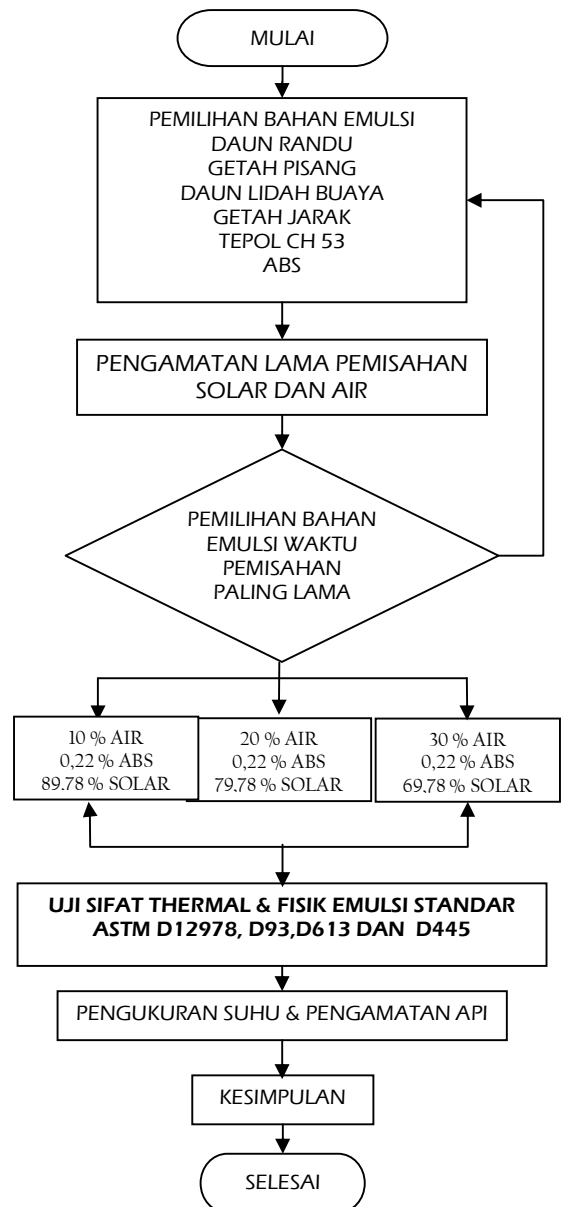 MULAI
PEMILIHAN BAHAN EMULSI
DAUN RANDU
GETAH PISANG
DAUN LIDAH BUAYA
GETAH JARAK
TEPOL CH 53
ABS
PENGAMATAN LAMA PEMISAHAN
SOLAR DAN AIR
PEMILIHAN BAHAN
EMULSI WAKTU
PEMISAHAN
PALING LAMA
10 % AIR
0,22 % ABS
89.78 % SOLAR
20 % AIR
0,22 % ABS
79,78 % SOLAR
30 % AIR
0,22 % ABS
69,78 % SOLAR
UJI SIFAT THERMAL & FISIK EMULSI STANDAR
ASTM D12978, D93,D613 DAN D445
PENGUKURAN SUHU & PENGAMATAN API
KESIMPULAN
SELESAI